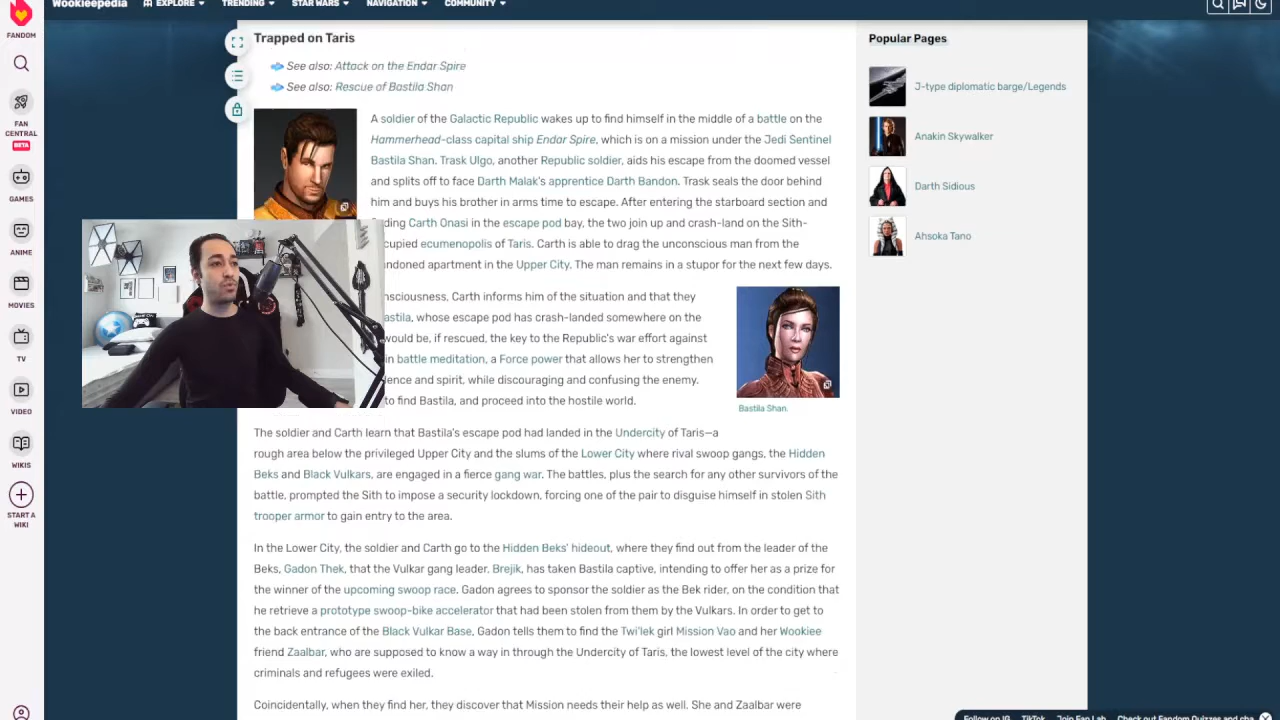 Wookieepedia
EXPLORE
TRENDING
STAR WARS
NAVIGATION
COMMUNITY
FANDOM
FAN CENTRAL
BETA
GAMES
ANIME
MOVIES
TV
VIDEO
WIKIS
START A WIKI
Trapped on Taris
See also: Attack on the Endar Spire
See also: Rescue of Bastila Shan
A soldier of the Galactic Republic wakes up to find himself in the middle of a battle on the
Hammerhead-class capital ship Endar Spire, which is on a mission under the Jedi Sentinel
Bastila Shan. Trask Ulgo, another Republic soldier, aids his escape from the doomed vessel
and splits off to face Darth Malak's apprentice Darth Bandon. Trask seals the door behind
him and buys his brother in arms time to escape. After entering the starboard section and
ding Carth Onasi in the escape pod bay, the two join up and crash-land on the Sith-
cupied ecumenopolis of Taris. Carth is able to drag the unconscious man from the
ndoned apartment in the Upper City. The man remains in a stupor for the next few days.
nsciousness, Carth informs him of the situation and that they
astila, whose escape pod has crash-landed somewhere on the
would be, if rescued, the key to the Republic's war effort against
in battle meditation, a Force power that allows her to strengthen
lence and spirit, while discouraging and confusing the enemy.
to find Bastila, and proceed into the hostile world.
Bastila Shan.
The soldier and Carth learn that Bastila's escape pod had landed in the Undercity of Taris—a
rough area below the privileged Upper City and the slums of the Lower City where rival swoop gangs, the Hidden
Beks and Black Vulkars, are engaged in a fierce gang war. The battles, plus the search for any other survivors of the
battle, prompted the Sith to impose a security lockdown, forcing one of the pair to disguise himself in stolen Sith
trooper armor to gain entry to the area.
In the Lower City, the soldier and Carth go to the Hidden Beks' hideout, where they find out from the leader of the
Beks, Gadon Thek, that the Vulkar gang leader, Brejik, has taken Bastila captive, intending to offer her as a prize for
the winner of the upcoming swoop race. Gadon agrees to sponsor the soldier as the Bek rider, on the condition that
he retrieve a prototype swoop-bike accelerator that had been stolen from them by the Vulkars. In order to get to
the back entrance of the Black Vulkar Base, Gadon tells them to find the Twi'lek girl Mission Vao and her Wookiee
friend Zaalbar, who are supposed to know a way in through the Undercity of Taris, the lowest level of the city where
criminals and refugees were exiled.
Coincidentally, when they find her, they discover that Mission needs their help as well. She and Zaalbar were
Popular Pages
J-type diplomatic barge/Legends
Anakin Skywalker
Darth Sidious
Ahsoka Tano
Follow on IG TikTok Join Fan Lab Check out Fandom Quizzes and cha